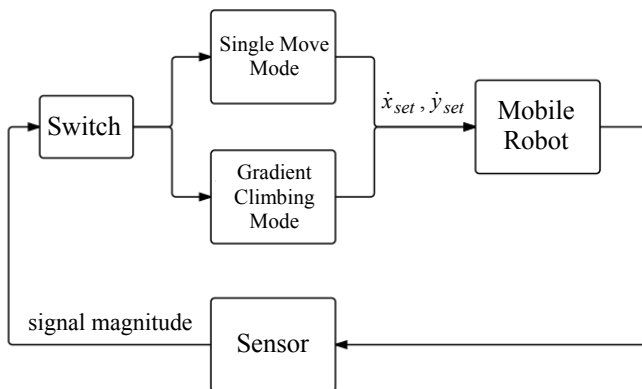 Single Move
Mode
Switch
ẋset , ẏset
Mobile
Robot
Gradient
Climbing
Mode
signal magnitude
Sensor